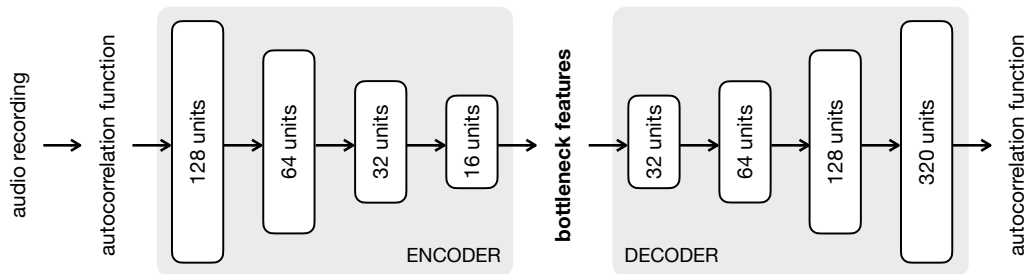 audio recording
autocorrelation function
128 units
64 units
32 units
16 units
ENCODER
bottleneck features
32 units
64 units
128 units
320 units
DECODER
autocorrelation function